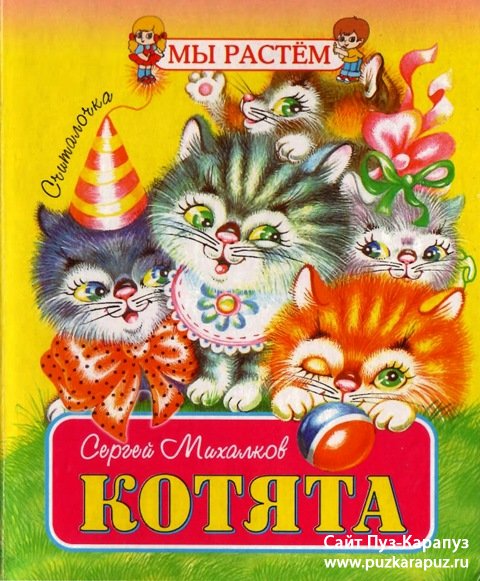 МЫ РАСТЁМ
Считалочка
Сергей Михалков
КОТЯТА
Сайт Пуз-Карапуз
www.puzkarapuz.ru